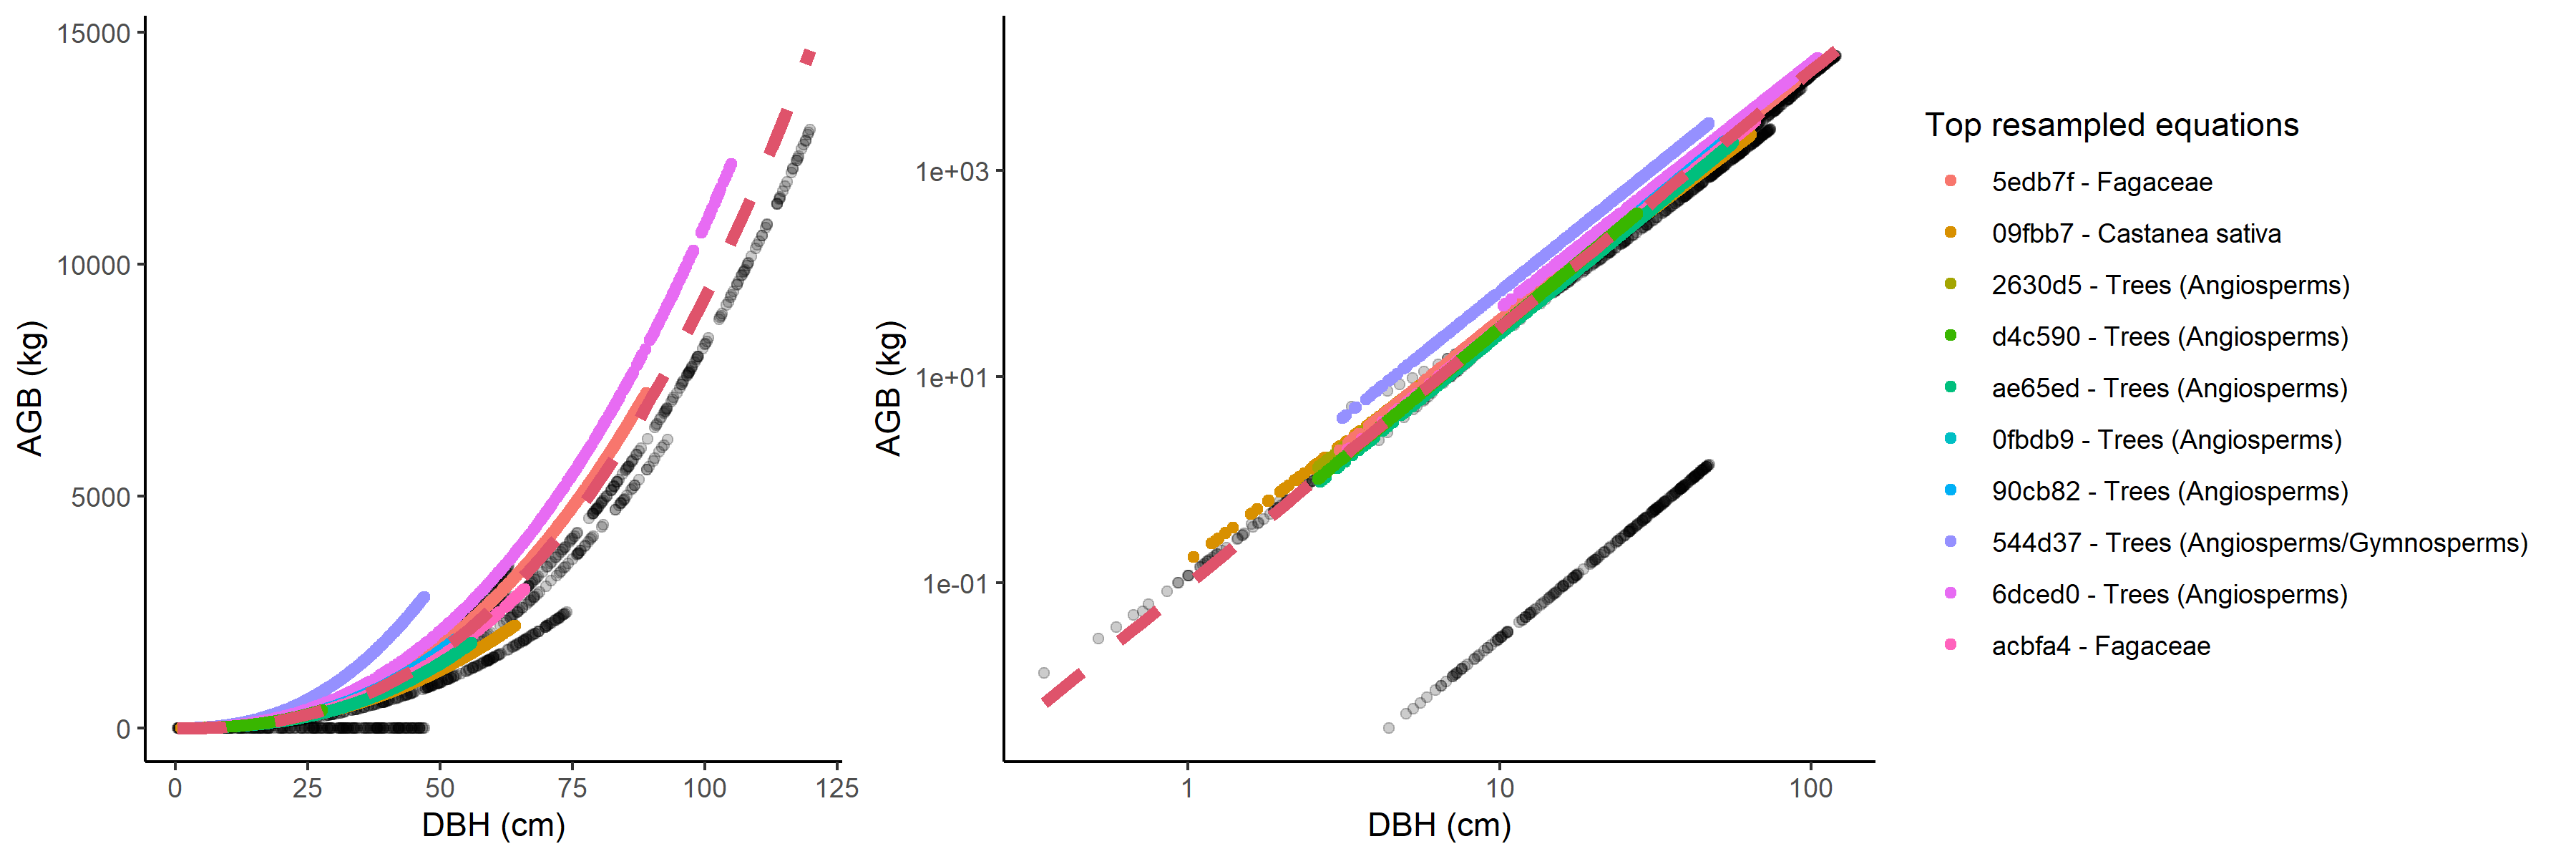 15000
10000
5000
0
AGB (kg)
0 25 50 75 100 125
DBH (cm)
1e+03
1e+01
1e-01
AGB (kg)
1 10 100
DBH (cm)
Top resampled equations
5edb7f - Fagaceae
09fbb7 - Castanea sativa
2630d5 - Trees (Angiosperms)
d4c590 - Trees (Angiosperms)
ae65ed - Trees (Angiosperms)
0fbdb9 - Trees (Angiosperms)
90cb82 - Trees (Angiosperms)
544d37 - Trees (Angiosperms/Gymnosperms)
6dced0 - Trees (Angiosperms)
acbfa4 - Fagaceae